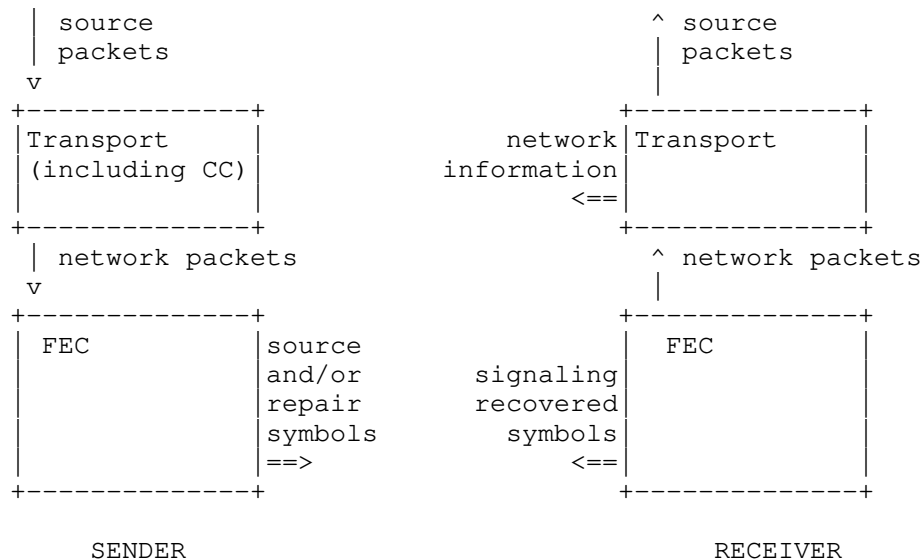 | source                               ^ source
| packets                              | packets
v                                      |
+--------------+                     +--------------+
|Transport     |              network|Transport     |
|(including CC)|          information|              |
|              |                  <==|              |
+--------------+                     +--------------+
| network packets                      ^ network packets
v                                      |
+--------------+                     +--------------+
| FEC          |source               |  FEC         |
|              |and/or      signaling|              |
|              |repair      recovered|              |
|              |symbols       symbols|              |
|              |==>               <==|              |
+--------------+                     +--------------+
SENDER                                RECEIVER